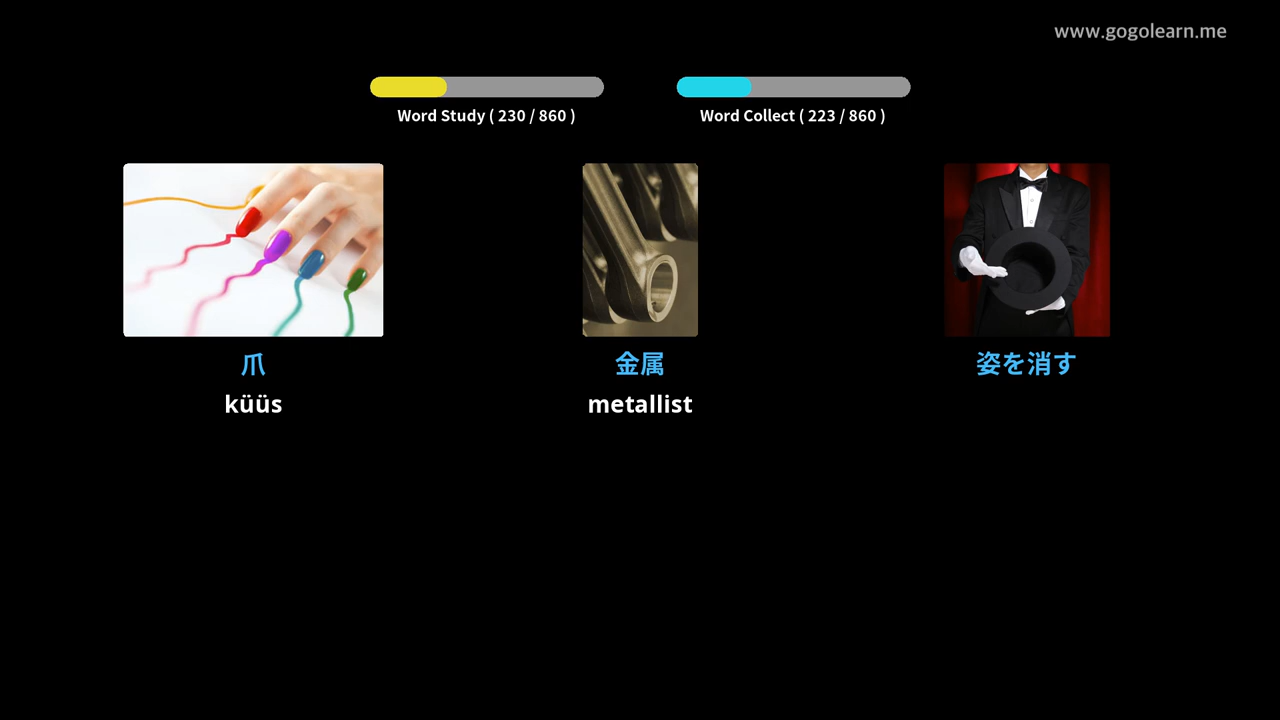 www.gogolearn.me
Word Study ( 230 / 860 )
Word Collect ( 223 / 860 )
爪
金属
姿を消す
küüs
metallist